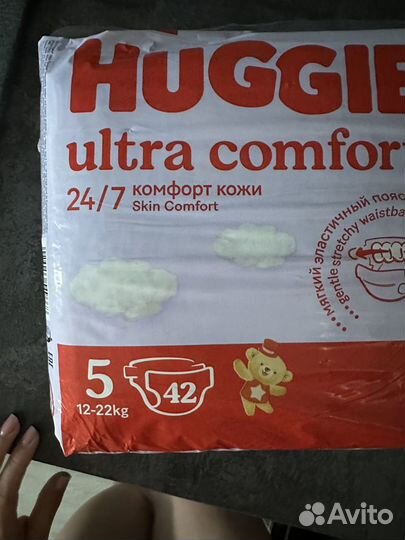 HUGGIE
ultra comfor
24/7 комфорт кожи
Skin Comfort
мягкий эластичный пояс
gentle stretchy waistba
5
12-22kg
42
Avito